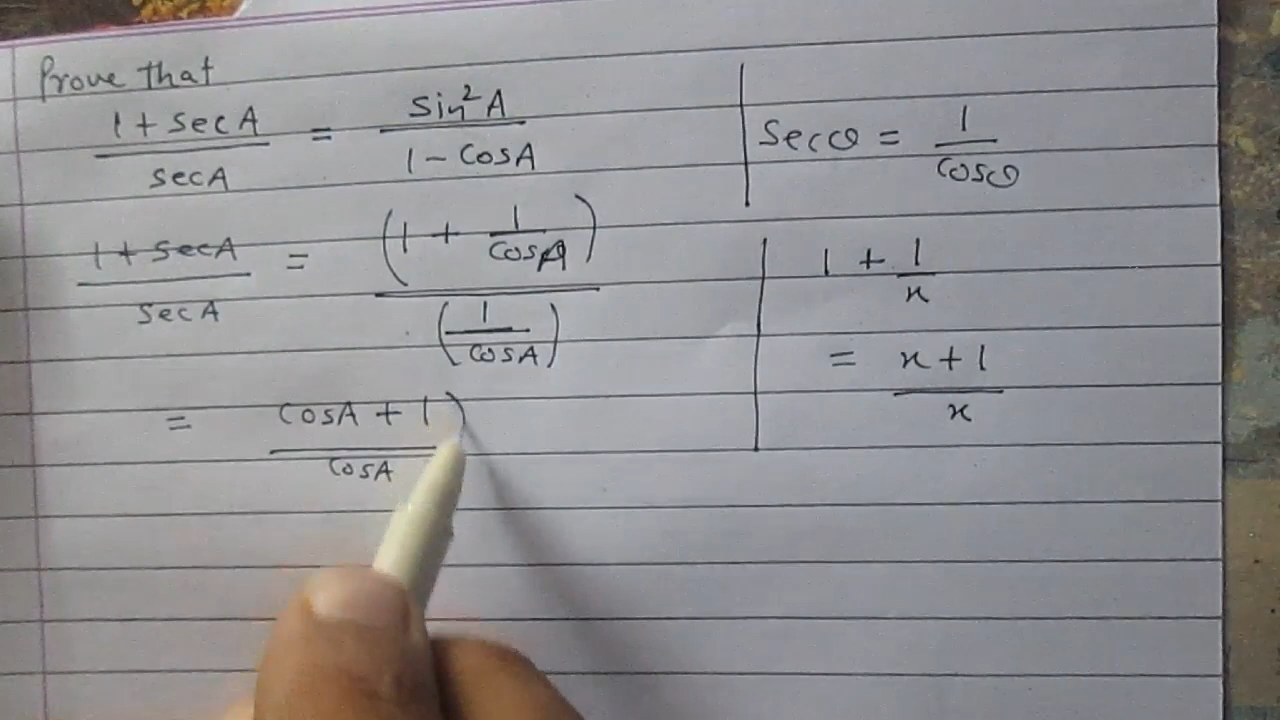 Prove that
1 + secA / secA = sin²A / 1 - cosA
secθ = 1 / cosθ
1 + secA / secA = (1 + 1 / cosA) / (1 / cosA)
1 + 1 / x
= x + 1 / x
= cosA + 1) / cosA